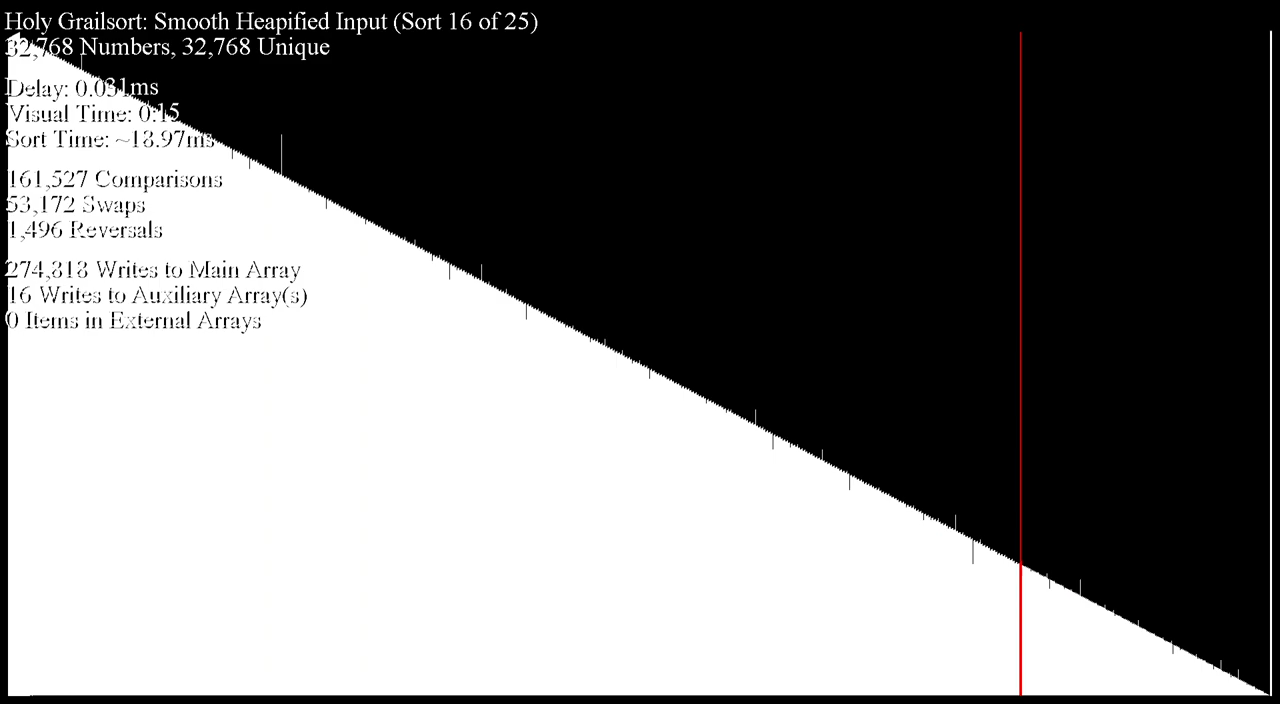 Holy Grailsort: Smooth Heapified Input (Sort 16 of 25)
32,768 Numbers, 32,768 Unique
Delay: 0.031ms
Visual Time: 0:15
Sort Time: ~18.97ms
161,527 Comparisons
53,172 Swaps
1,496 Reversals
274,818 Writes to Main Array
16 Writes to Auxiliary Array(s)
0 Items in External Arrays